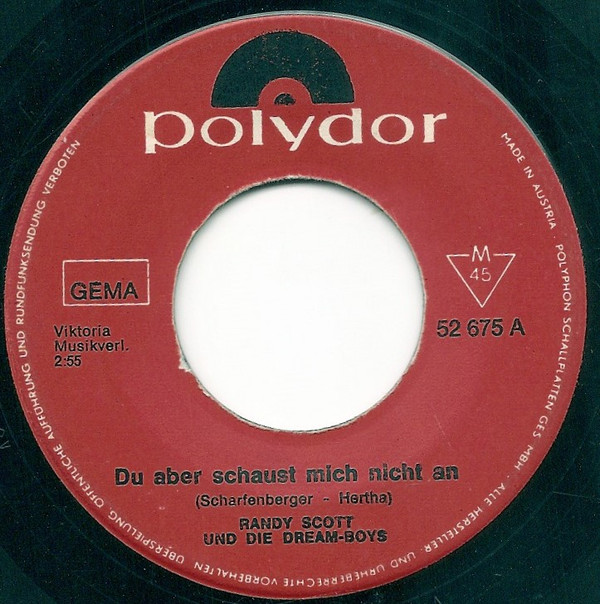 polydor
GEMA
Viktoria
Musikverl.
2:55
M
45
52 675 A
Du aber schaust mich nicht an
(Scharfenberger - Hertha)
RANDY SCOTT
UND DIE DREAM-BOYS
MADE IN AUSTRIA · POLYPHON SCHALLPLATTEN GES MBH · ALLE HERSTELLER- UND URHEBERRECHTE VORBEHALTEN
ÜBERSPIELUNG, ÖFFENTLICHE AUFFÜHRUNG UND RUNDFUNKSENDUNG VERBOTEN